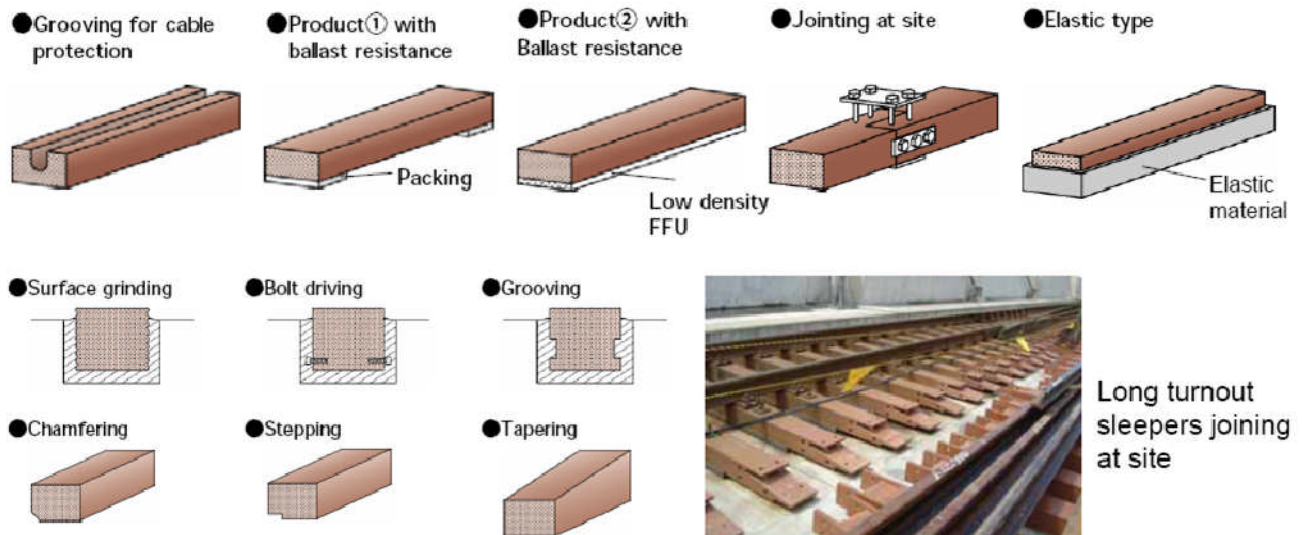 ●Grooving for cable
protection
●Product① with
ballast resistance
●Product② with
Ballast resistance
●Jointing at site
●Elastic type
Packing
Low density
FFU
Elastic
material
●Surface grinding
●Bolt driving
●Grooving
●Chamfering
●Stepping
●Tapering
Long turnout
sleepers joining
at site